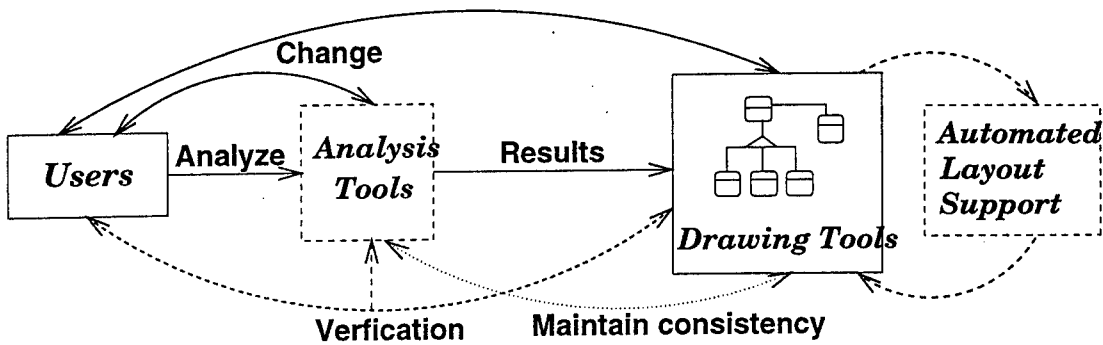 Change
Users
Analyze
Analysis
Tools
Results
Drawing Tools
Automated
Layout
Support
Verfication
Maintain consistency